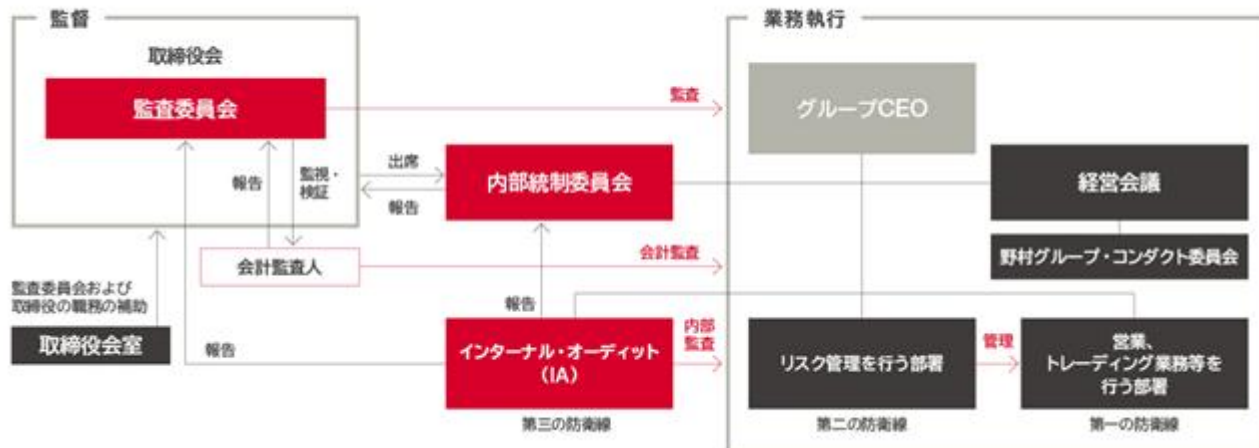 監督
取締役会
監査委員会
報告
監視・
検証
出席
報告
会計監査人
監査委員会および
取締役の職務の補助
取締役会室
報告
監査
内部統制委員会
会計監査
報告
インターナル・オーディット
(IA)
第三の防衛線
内部
監査
業務執行
グループCEO
経営会議
野村グループ・コンダクト委員会
リスク管理を行う部署
第二の防衛線
管理
営業、
トレーディング業務等を
行う部署
第一の防衛線